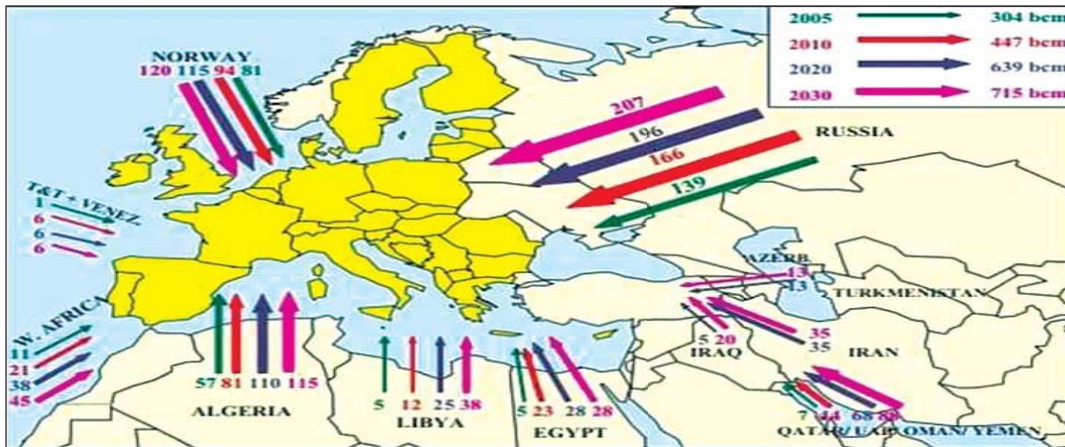 2005 304 bcm
2010 447 bcm
2020 639 bcm
2030 715 bcm
NORWAY
120 115 94 81
207
196
166
139
RUSSIA
T&T + VENEZ.
1
6
6
6
AZERB.
13
13
TURKMENISTAN
W. AFRICA
11
21
38
45
5 20
IRAQ
35
35
IRAN
57 81 110 115
ALGERIA
5 12 25 38
LIBYA
5 23 28 28
EGYPT
7 44 68 88
QATAR/ UAE/ OMAN/ YEMEN